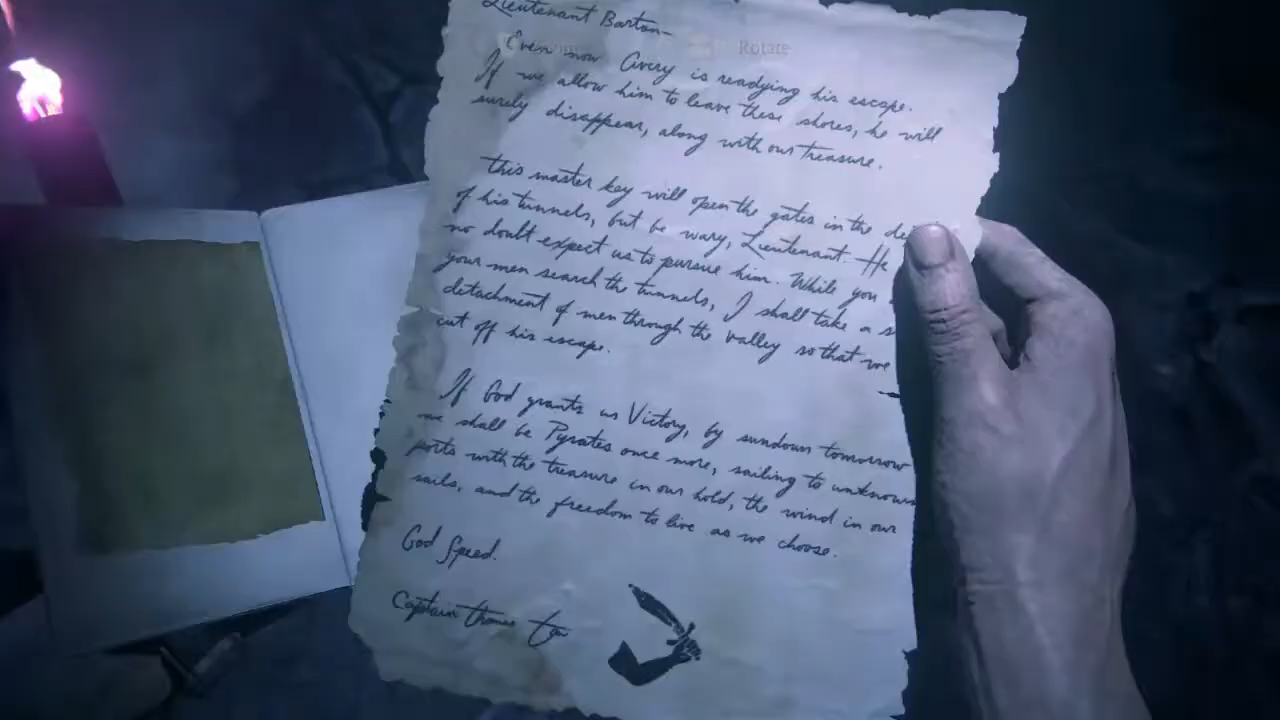 Lieutenant Barton-
Rotate
Even now Avery is readying his escape.
If we allow him to leave these shores, he will
surely disappear, along with our treasure.
this master key will open the gates in the de
of his tunnels, but be wary, Lieutenant. He
no doubt expect us to pursue him. While you
your men search the tunnels, I shall take a s
detachment of men through the Valley so that we
cut off his escape.
If God grants us Victory, by sundown tomorrow
we shall be Pyrates once more, sailing to unknown
ports with the treasure in our hold, the wind in our
sails, and the freedom to live as we choose.
God Speed.
Captain Thomas Tew